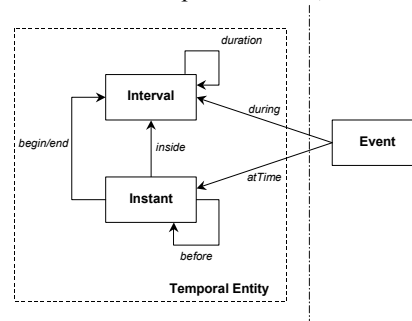 duration
Interval
during
begin/end
inside
Event
atTime
Instant
before
Temporal Entity